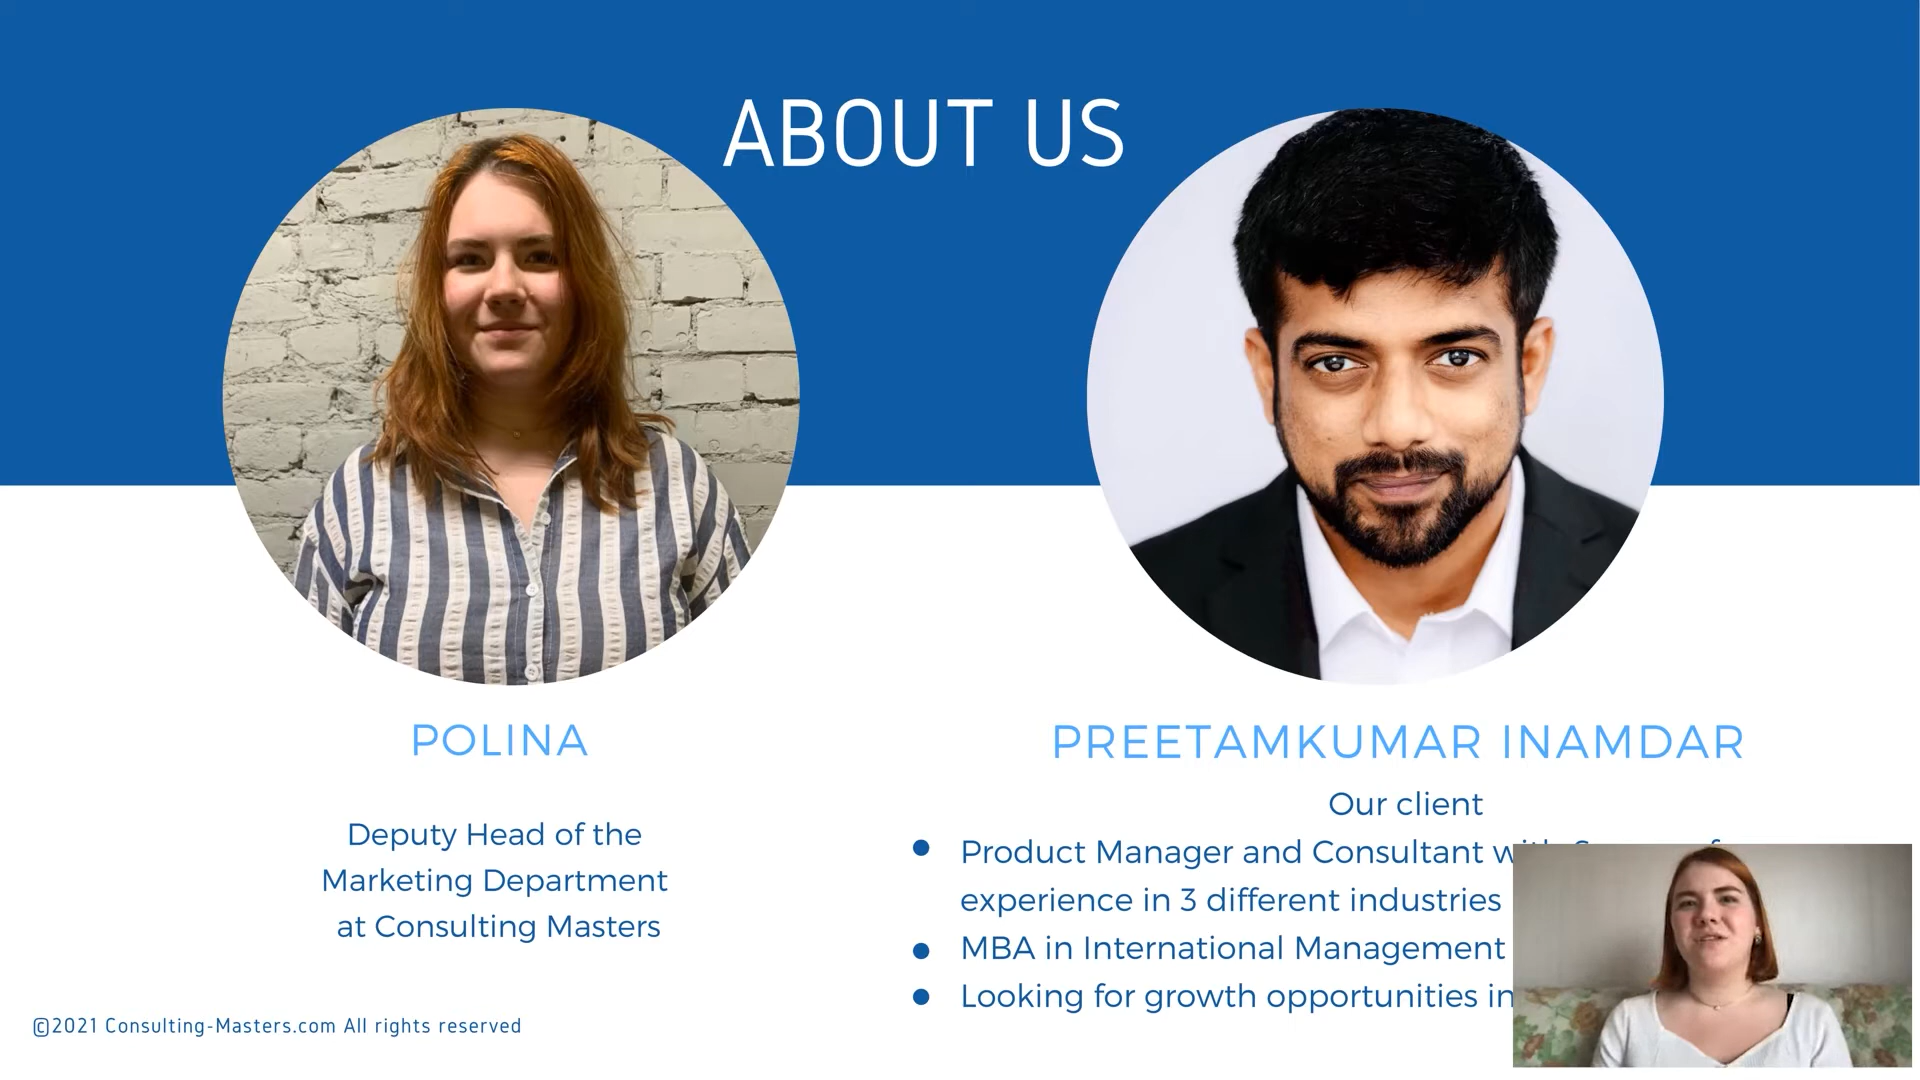 ABOUT US
POLINA
Deputy Head of the
Marketing Department
at Consulting Masters
PREETAMKUMAR INAMDAR
Our client
Product Manager and Consultant
experience in 3 different industries
MBA in International Management
Looking for growth opportunities in
©2021 Consulting-Masters.com All rights reserved